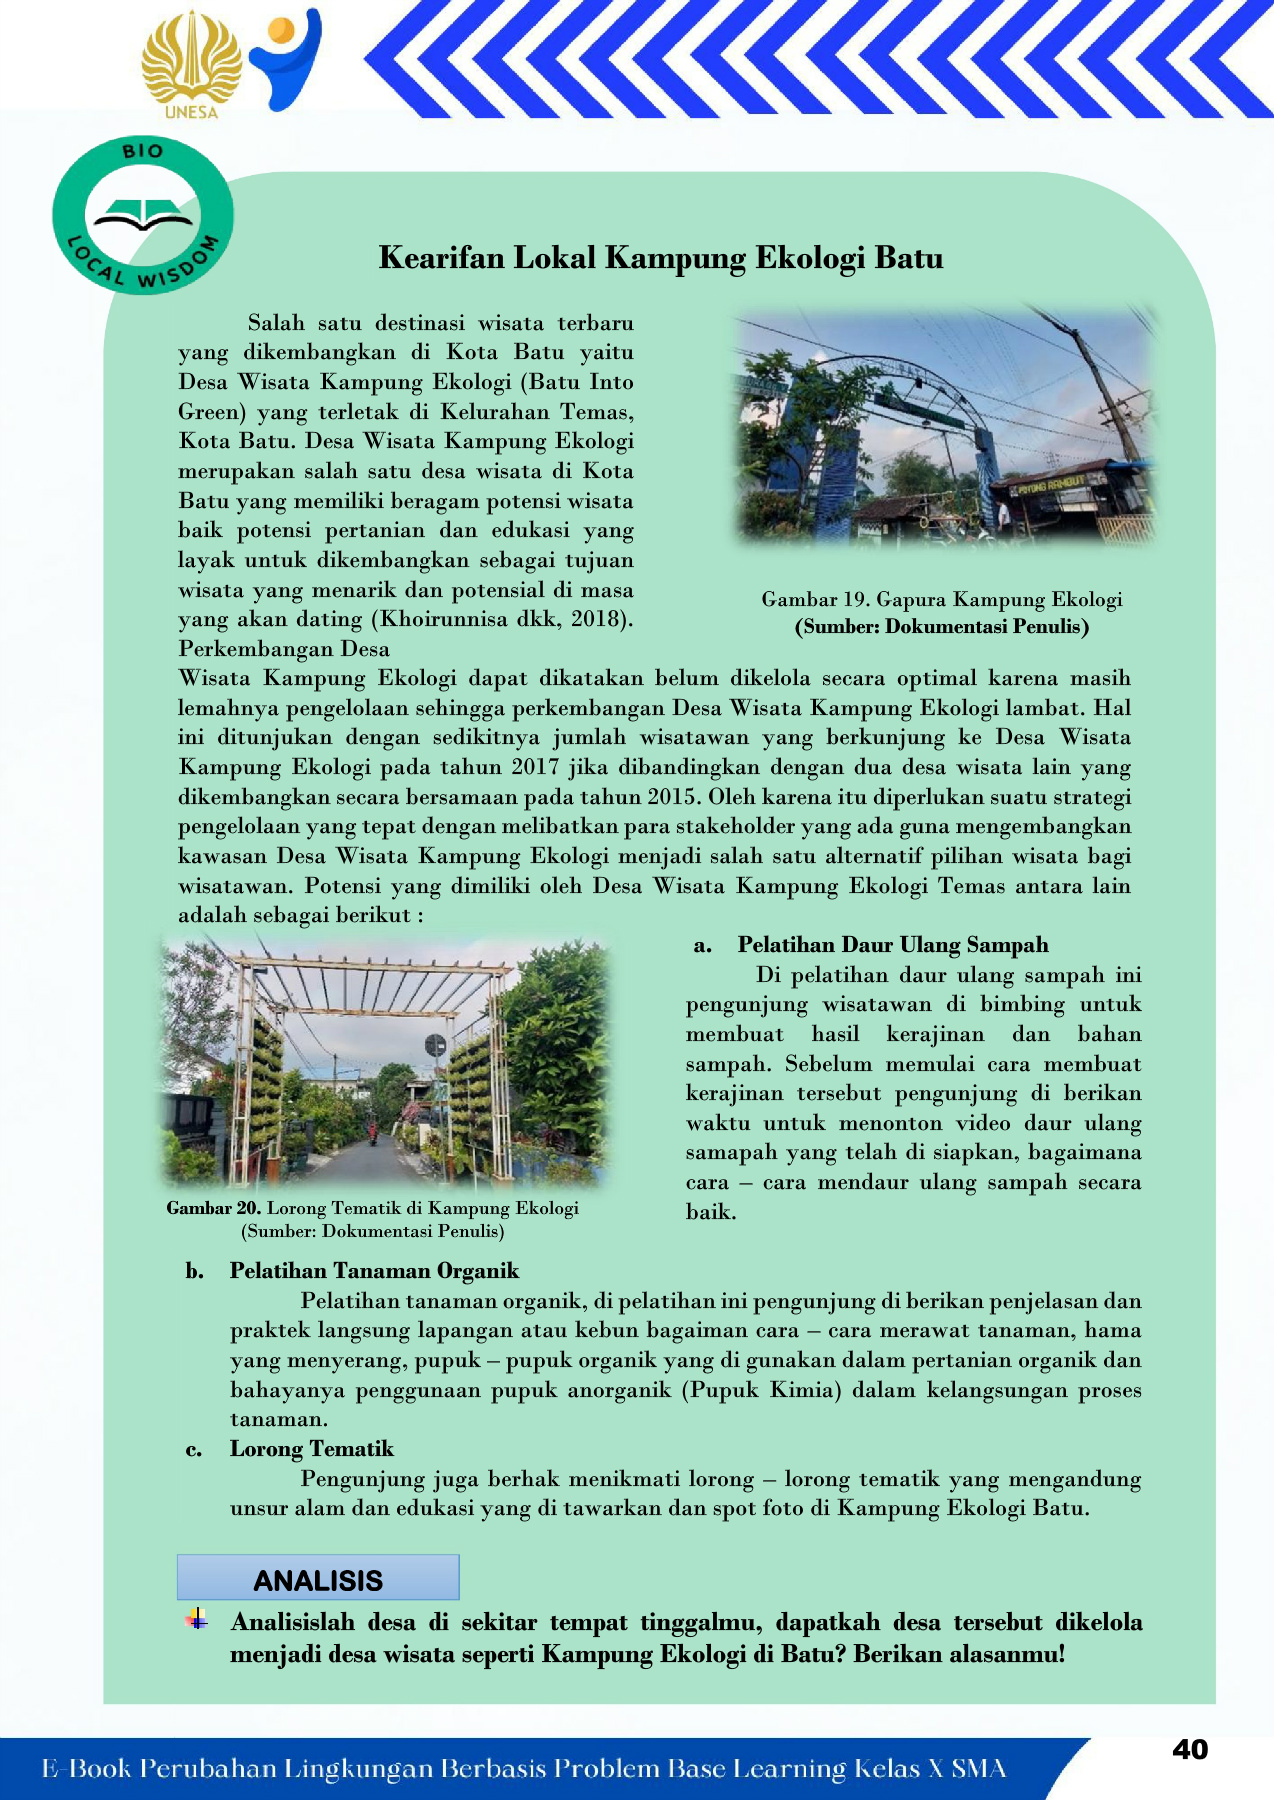 UNESA
BIO
LOCAL WISDOM
Kearifan Lokal Kampung Ekologi Batu
Salah satu destinasi wisata terbaru
yang dikembangkan di Kota Batu yaitu
Desa Wisata Kampung Ekologi (Batu Into
Green) yang terletak di Kelurahan Temas,
Kota Batu. Desa Wisata Kampung Ekologi
merupakan salah satu desa wisata di Kota
Batu yang memiliki beragam potensi wisata
baik potensi pertanian dan edukasi yang
layak untuk dikembangkan sebagai tujuan
wisata yang menarik dan potensial di masa
yang akan dating (Khoirunnisa dkk, 2018).
Perkembangan Desa
POTONG RAMBUT
Gambar 19. Gapura Kampung Ekologi
(Sumber: Dokumentasi Penulis)
Wisata Kampung Ekologi dapat dikatakan belum dikelola secara optimal karena masih
lemahnya pengelolaan sehingga perkembangan Desa Wisata Kampung Ekologi lambat. Hal
ini ditunjukan dengan sedikitnya jumlah wisatawan yang berkunjung ke Desa Wisata
Kampung Ekologi pada tahun 2017 jika dibandingkan dengan dua desa wisata lain yang
dikembangkan secara bersamaan pada tahun 2015. Oleh karena itu diperlukan suatu strategi
pengelolaan yang tepat dengan melibatkan para stakeholder yang ada guna mengembangkan
kawasan Desa Wisata Kampung Ekologi menjadi salah satu alternatif pilihan wisata bagi
wisatawan. Potensi yang dimiliki oleh Desa Wisata Kampung Ekologi Temas antara lain
adalah sebagai berikut :
Gambar 20. Lorong Tematik di Kampung Ekologi
(Sumber: Dokumentasi Penulis)
a. Pelatihan Daur Ulang Sampah
Di pelatihan daur ulang sampah ini
pengunjung wisatawan di bimbing untuk
membuat hasil kerajinan dan bahan
sampah. Sebelum memulai cara membuat
kerajinan tersebut pengunjung di berikan
waktu untuk menonton video daur ulang
samapah yang telah di siapkan, bagaimana
cara – cara mendaur ulang sampah secara
baik.
b. Pelatihan Tanaman Organik
Pelatihan tanaman organik, di pelatihan ini pengunjung di berikan penjelasan dan
praktek langsung lapangan atau kebun bagaiman cara – cara merawat tanaman, hama
yang menyerang, pupuk – pupuk organik yang di gunakan dalam pertanian organik dan
bahayanya penggunaan pupuk anorganik (Pupuk Kimia) dalam kelangsungan proses
tanaman.
c. Lorong Tematik
Pengunjung juga berhak menikmati lorong – lorong tematik yang mengandung
unsur alam dan edukasi yang di tawarkan dan spot foto di Kampung Ekologi Batu.
ANALISIS
Analisislah desa di sekitar tempat tinggalmu, dapatkah desa tersebut dikelola
menjadi desa wisata seperti Kampung Ekologi di Batu? Berikan alasanmu!
E-Book Perubahan Lingkungan Berbasis Problem Base Learning Kelas X SMA
40